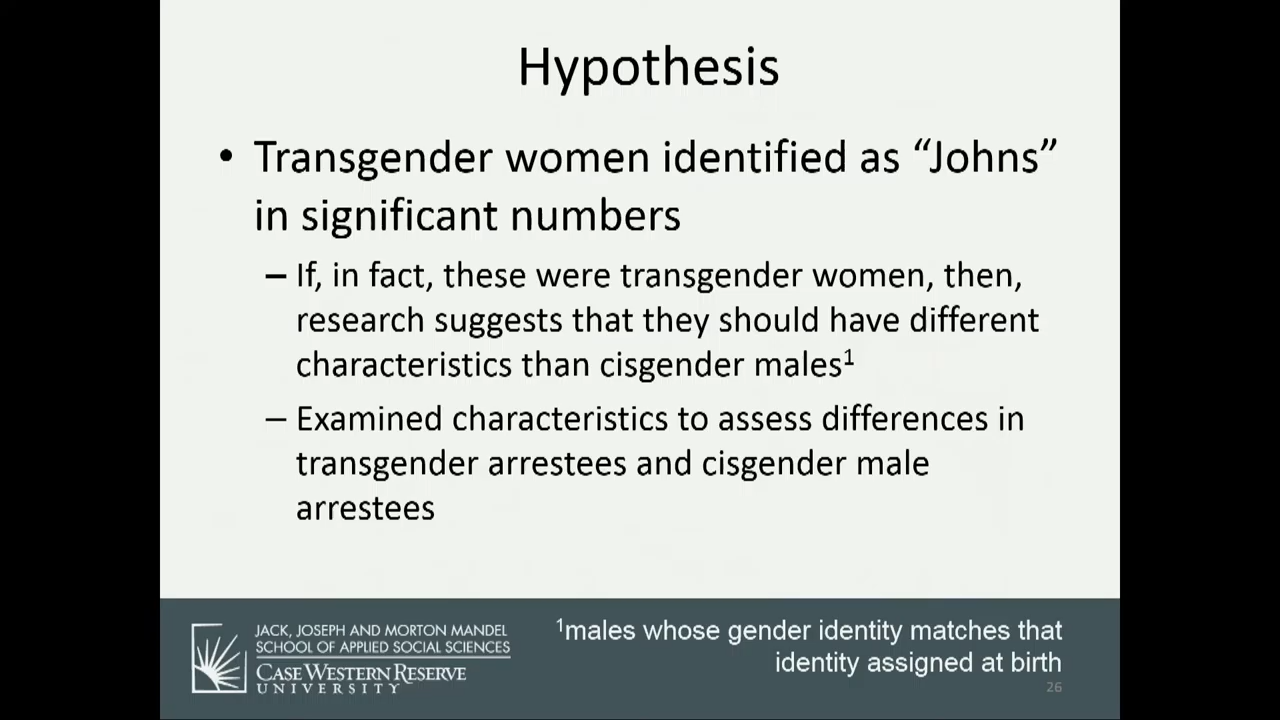 Hypothesis
• Transgender women identified as “Johns”
in significant numbers
– If, in fact, these were transgender women, then,
research suggests that they should have different
characteristics than cisgender males¹
– Examined characteristics to assess differences in
transgender arrestees and cisgender male
arrestees
JACK, JOSEPH AND MORTON MANDEL
SCHOOL OF APPLIED SOCIAL SCIENCES
CASE WESTERN RESERVE
UNIVERSITY
¹males whose gender identity matches that
identity assigned at birth
26